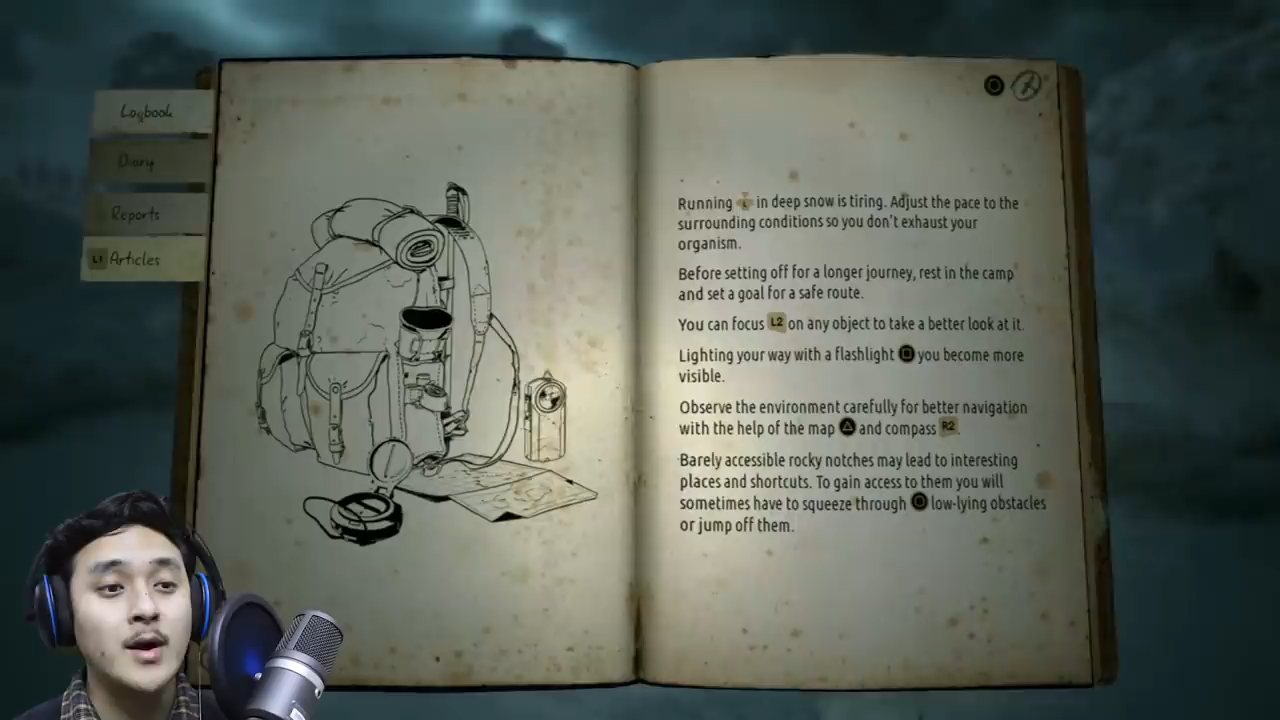 Logbook
Diary
Reports
L1 Articles
Running L in deep snow is tiring. Adjust the pace to the
surrounding conditions so you don't exhaust your
organism.
Before setting off for a longer journey, rest in the camp
and set a goal for a safe route.
You can focus L2 on any object to take a better look at it.
Lighting your way with a flashlight you become more
visible.
Observe the environment carefully for better navigation
with the help of the map and compass R2.
Barely accessible rocky notches may lead to interesting
places and shortcuts. To gain access to them you will
sometimes have to squeeze through low-lying obstacles
or jump off them.